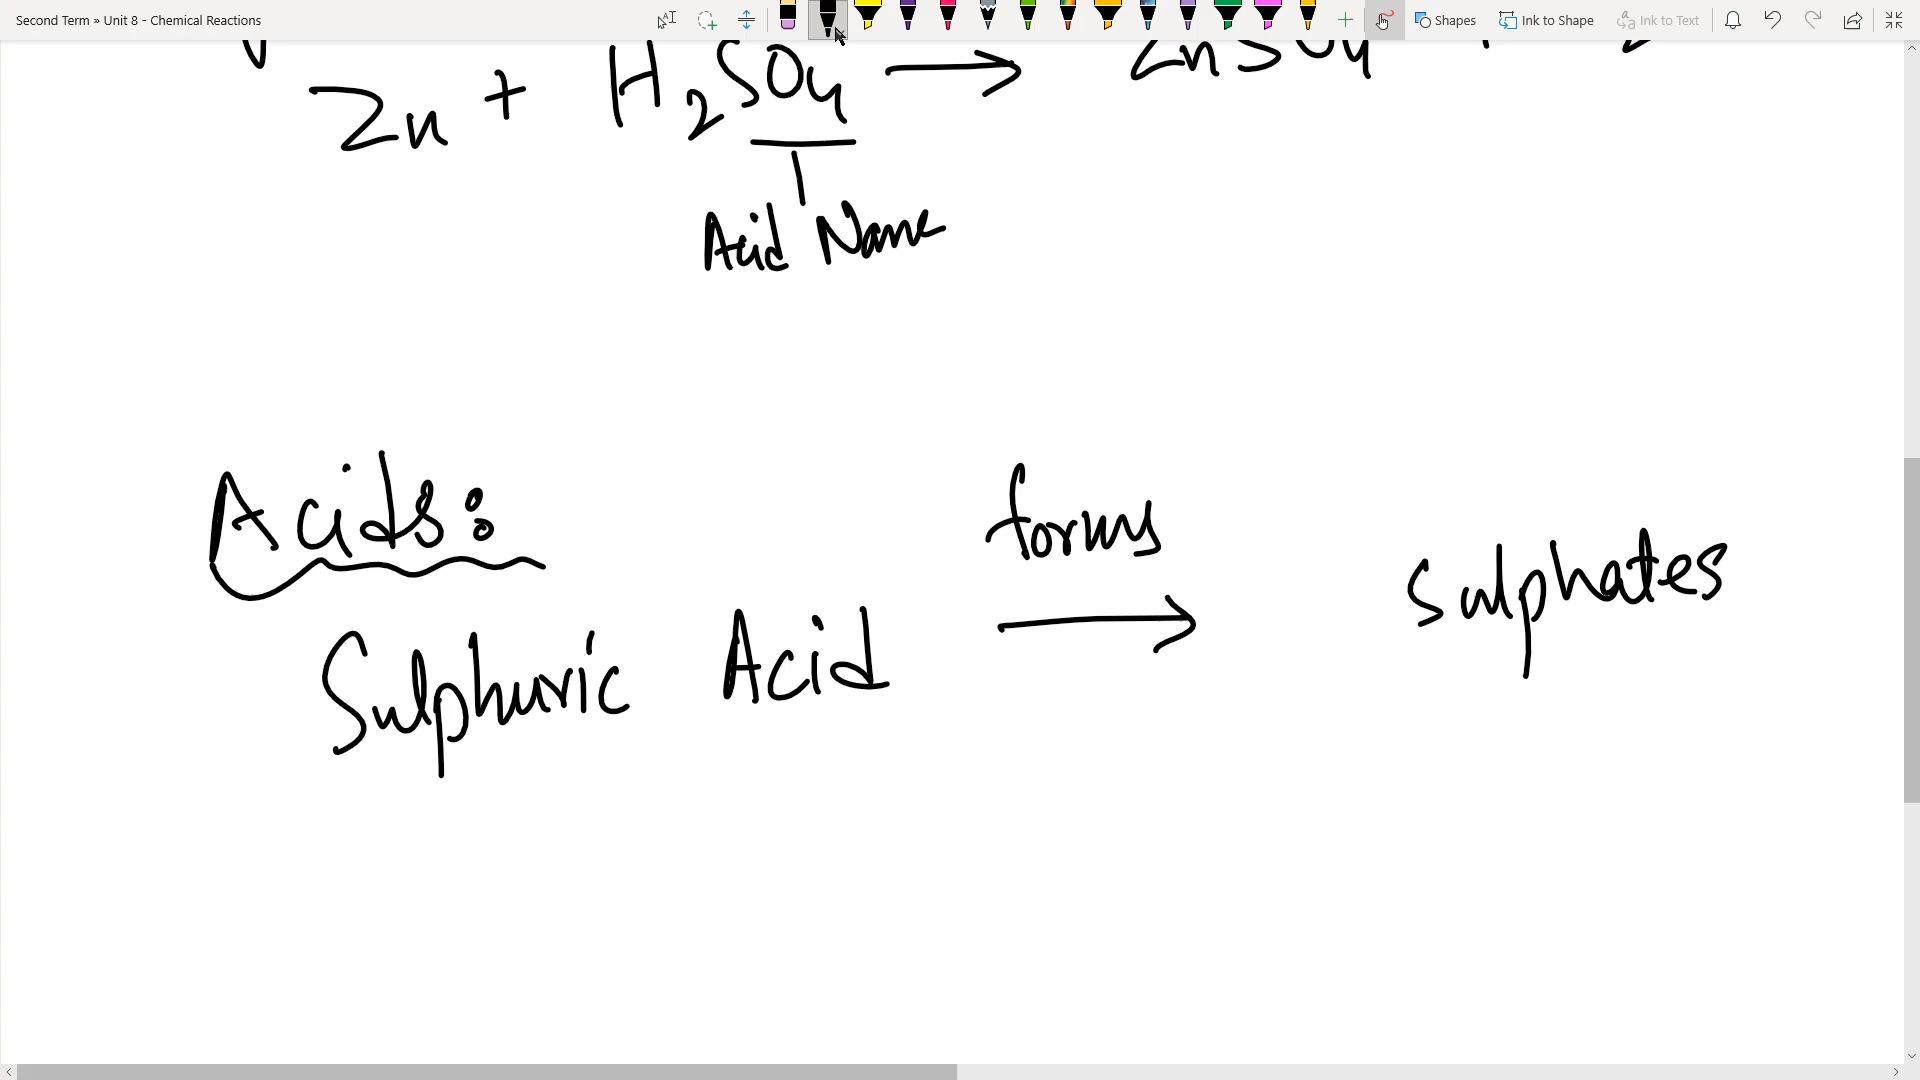 Second Term » Unit 8 - Chemical Reactions
Shapes
Ink to Shape
Ink to Text
Zn + H2SO4 → ZnSO4
Acid Name
Acids:
forms
Sulphuric Acid → Sulphates